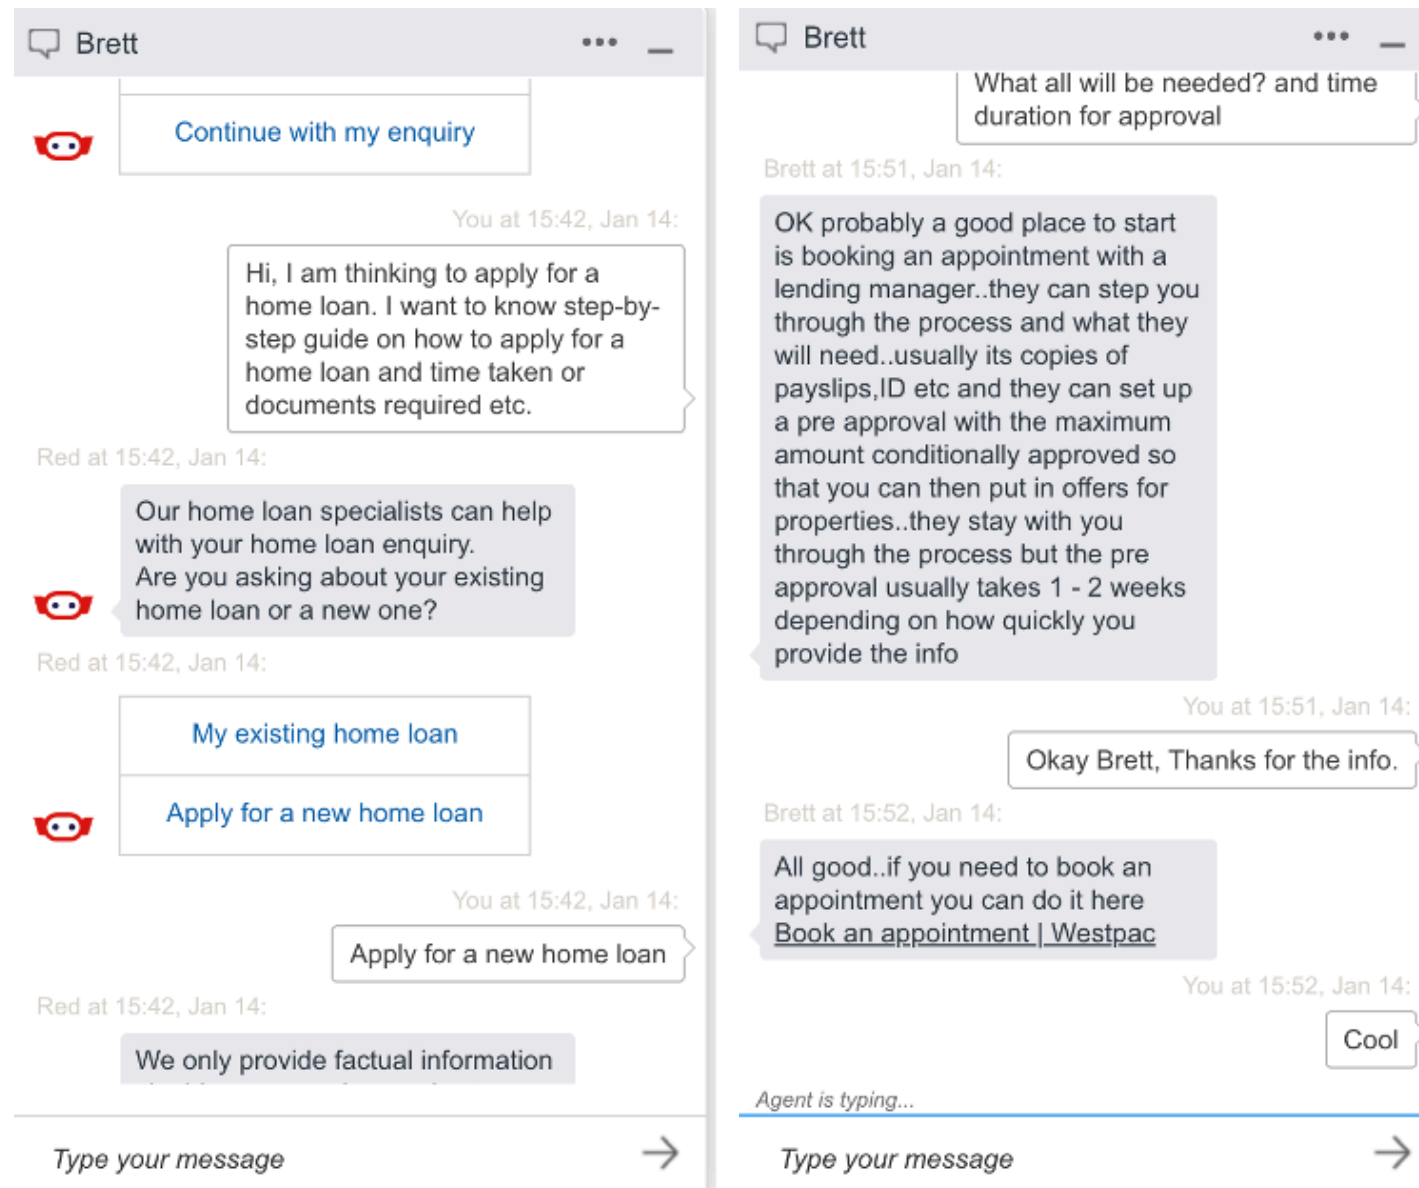 Brett
Continue with my enquiry
You at 15:42, Jan 14:
Hi, I am thinking to apply for a
home loan. I want to know step-by-
step guide on how to apply for a
home loan and time taken or
documents required etc.
Red at 15:42, Jan 14:
Our home loan specialists can help
with your home loan enquiry.
Are you asking about your existing
home loan or a new one?
Red at 15:42, Jan 14:
My existing home loan
Apply for a new home loan
You at 15:42, Jan 14:
Apply for a new home loan
Red at 15:42, Jan 14:
We only provide factual information
Type your message
Brett
What all will be needed? and time
duration for approval
Brett at 15:51, Jan 14:
OK probably a good place to start
is booking an appointment with a
lending manager..they can step you
through the process and what they
will need..usually its copies of
payslips,ID etc and they can set up
a pre approval with the maximum
amount conditionally approved so
that you can then put in offers for
properties..they stay with you
through the process but the pre
approval usually takes 1 - 2 weeks
depending on how quickly you
provide the info
You at 15:51, Jan 14:
Okay Brett, Thanks for the info.
Brett at 15:52, Jan 14:
All good..if you need to book an
appointment you can do it here
Book an appointment | Westpac
You at 15:52, Jan 14:
Cool
Agent is typing...
Type your message